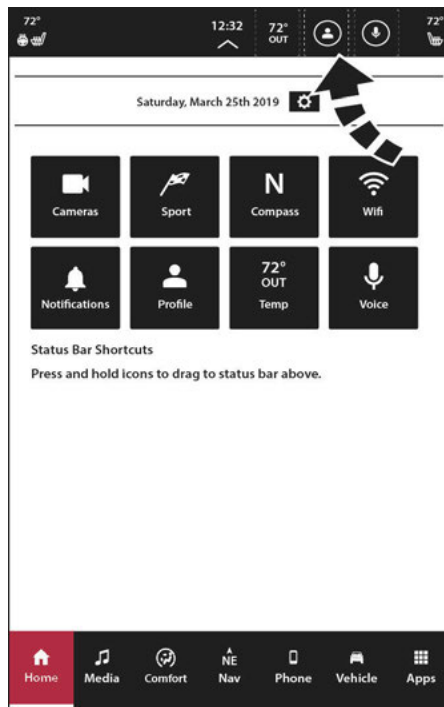 72° 12:32 72° OUT 72°
Saturday, March 25th 2019
Cameras Sport N Compass Wifi
Notifications Profile 72° OUT Temp Voice
Status Bar Shortcuts
Press and hold icons to drag to status bar above.
NE
Home Media Comfort Nav Phone Vehicle Apps